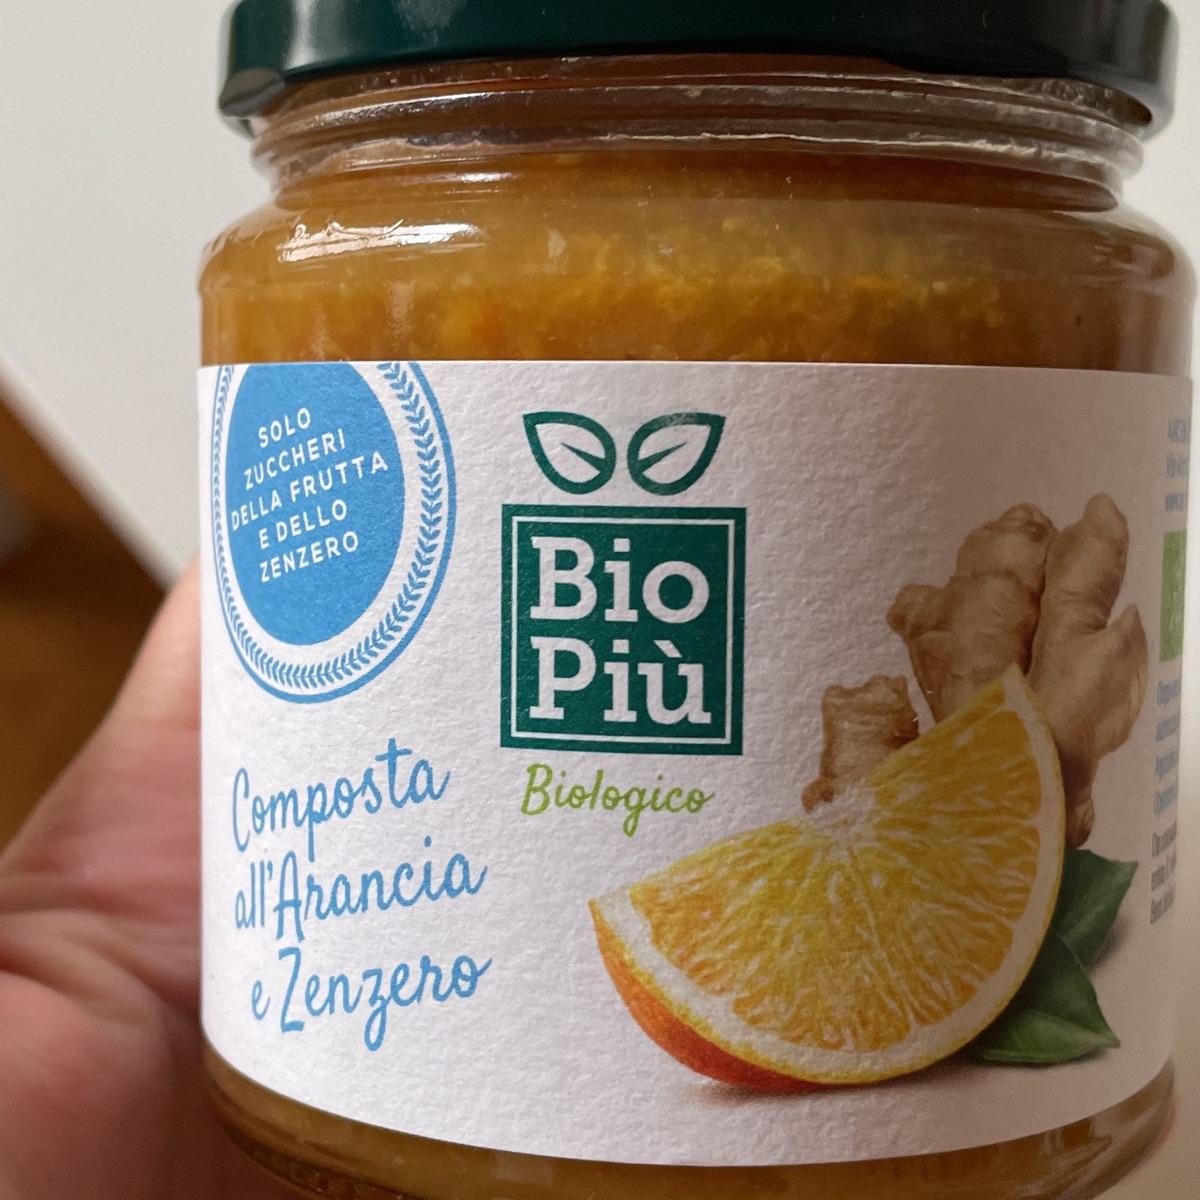 SOLO
ZUCCHERI
DELLA FRUTTA
E DELLO
ZENZERO
Bio
Più
Biologico
Composta
all'Arancia
e Zenzero